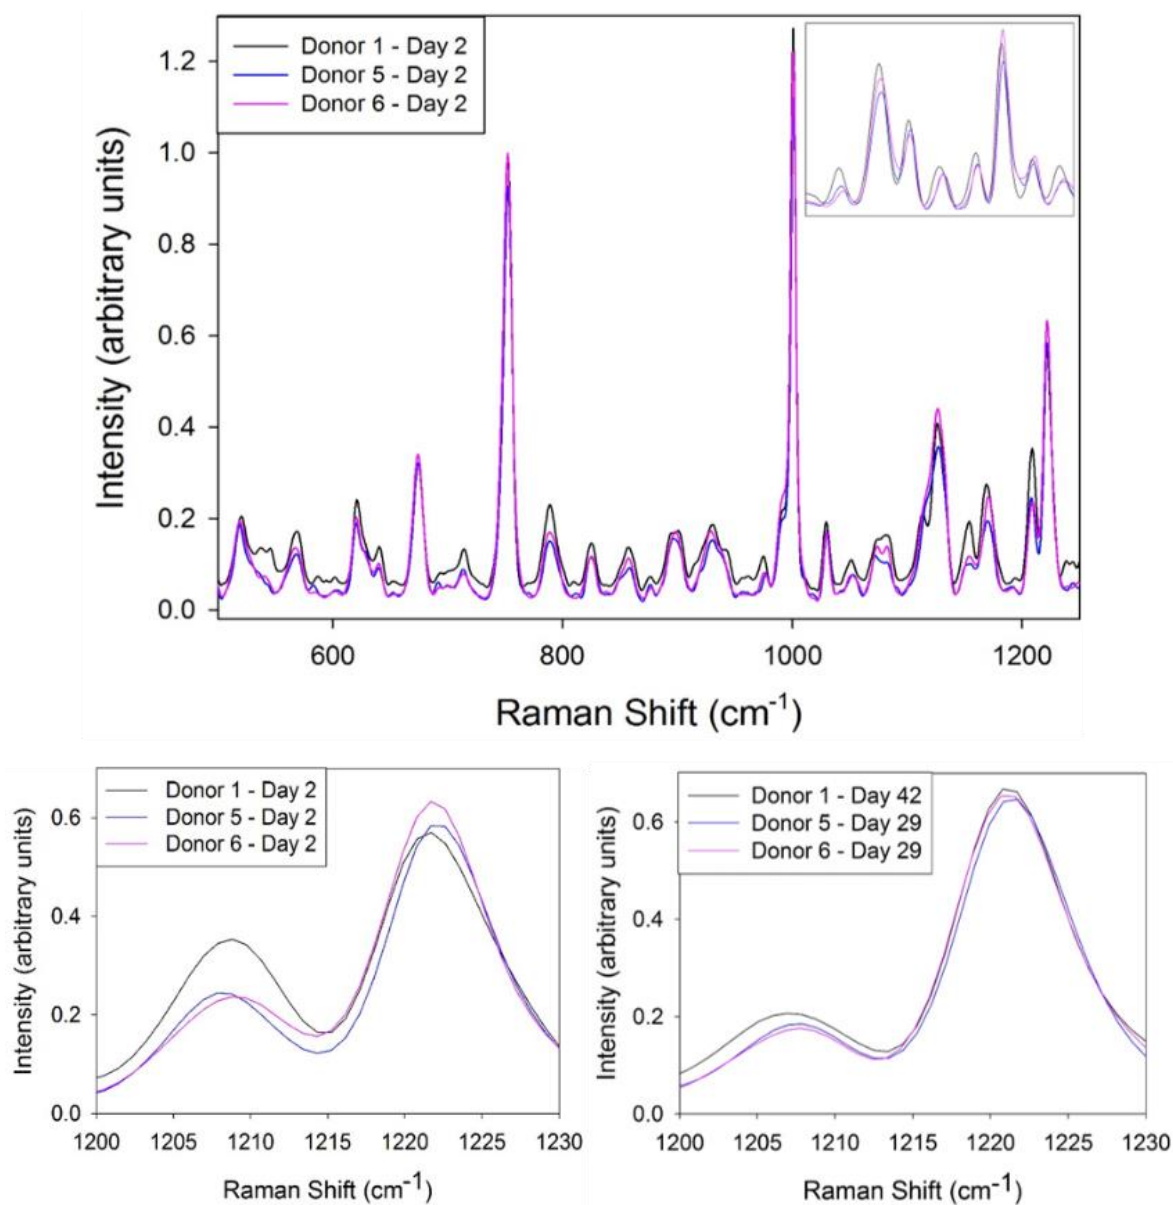 Donor 1 - Day 2
Donor 5 - Day 2
Donor 6 - Day 2
Intensity (arbitrary units)
1.2
1.0
0.8
0.6
0.4
0.2
0.0
600 800 1000 1200
Raman Shift (cm⁻¹)
Donor 1 - Day 2
Donor 5 - Day 2
Donor 6 - Day 2
Intensity (arbitrary units)
0.6
0.4
0.2
0.0
1200 1205 1210 1215 1220 1225 1230
Raman Shift (cm⁻¹)
Donor 1 - Day 42
Donor 5 - Day 29
Donor 6 - Day 29
Intensity (arbitrary units)
0.6
0.4
0.2
0.0
1200 1205 1210 1215 1220 1225 1230
Raman Shift (cm⁻¹)